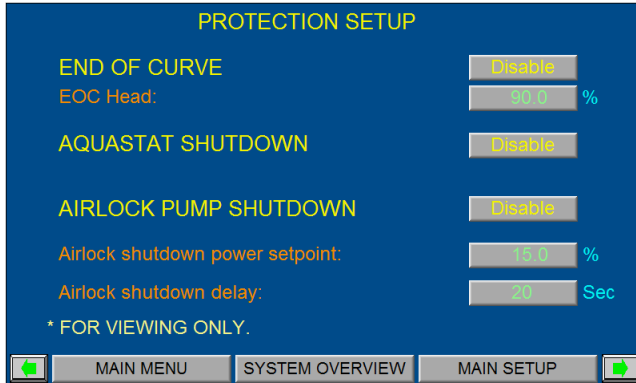 PROTECTION SETUP
END OF CURVE Disable
EOC Head: 90.0 %
AQUASTAT SHUTDOWN Disable
AIRLOCK PUMP SHUTDOWN Disable
Airlock shutdown power setpoint: 15.0 %
Airlock shutdown delay: 20 Sec
* FOR VIEWING ONLY.
MAIN MENU SYSTEM OVERVIEW MAIN SETUP